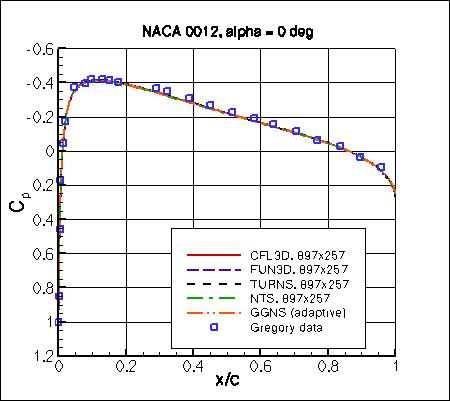 NACA 0012, alpha = 0 deg
-0.6
-0.4
-0.2
0
0.2
0.4
0.6
0.8
1
1.2
Cp
0 0.2 0.4 0.6 0.8 1
x/c
CFL3D, 897x257
FUN3D, 897x257
TURNS, 897x257
NTS, 897x257
GGNS (adaptive)
Gregory data